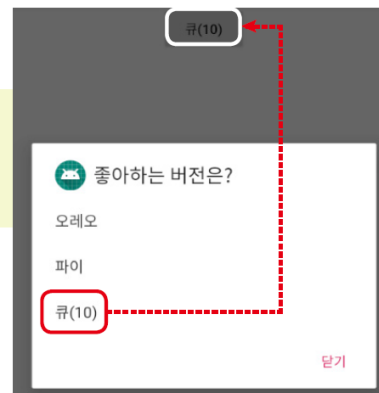 큐(10)
좋아하는 버전은?
오레오
파이
큐(10)
닫기